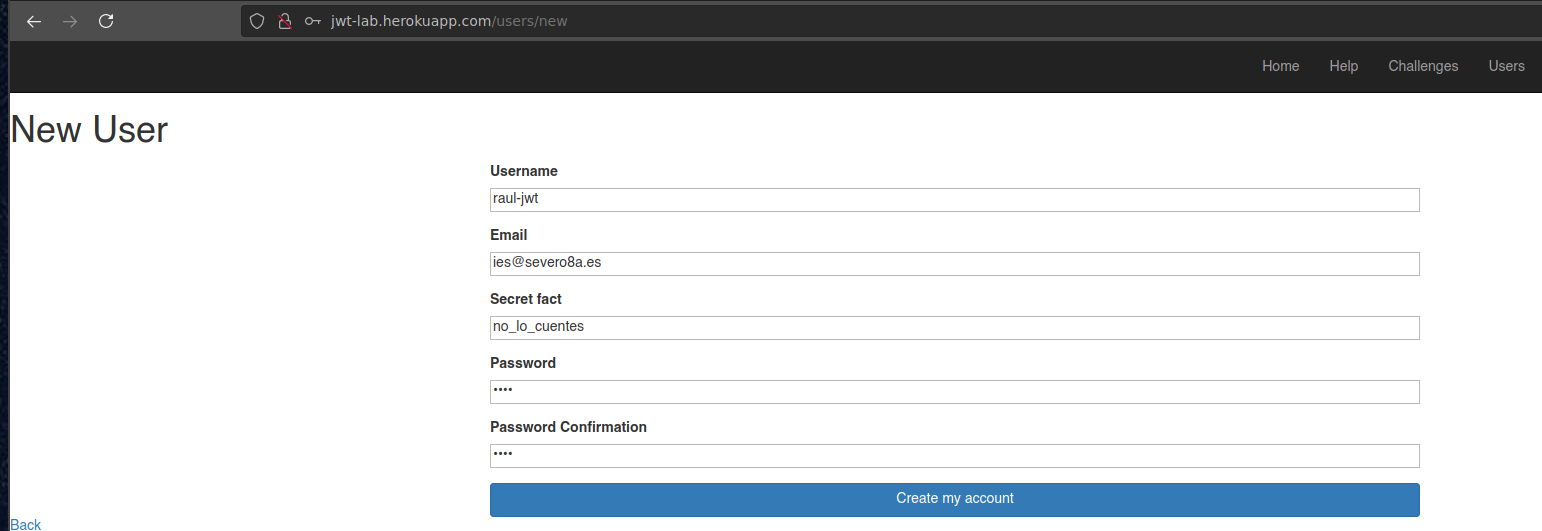 jwt-lab.herokuapp.com/users/new
Home Help Challenges Users
New User
Username
raul-jwt
Email
ies@severo8a.es
Secret fact
no_lo_cuentes
Password
••••
Password Confirmation
••••
Create my account
Back